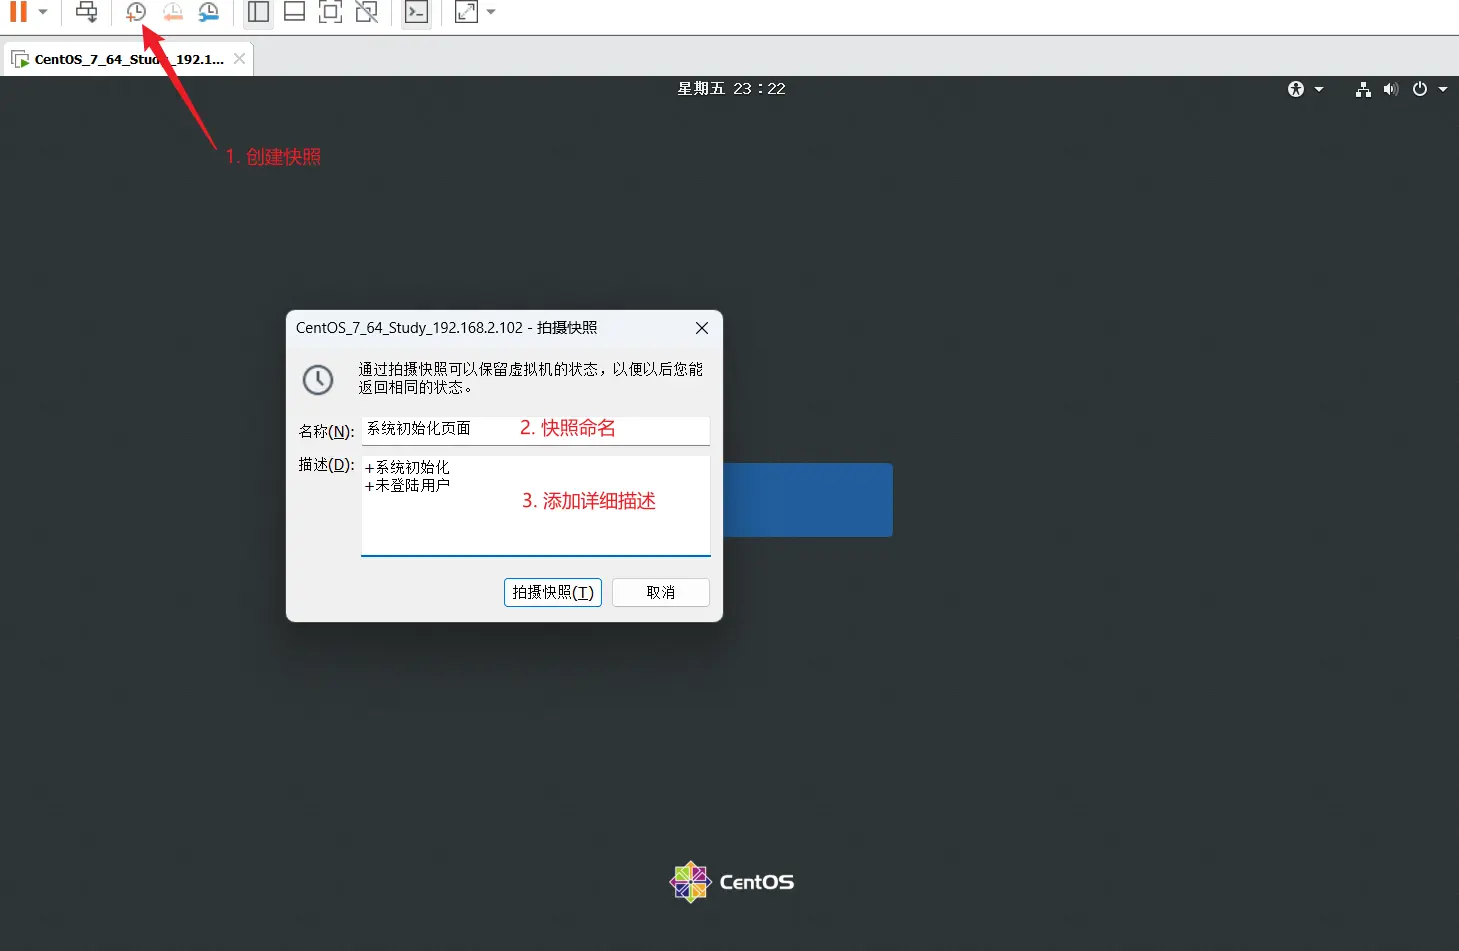 CentOS_7_64_Study_192.1...
星期五 23：22
1. 创建快照
CentOS_7_64_Study_192.168.2.102 - 拍摄快照
通过拍摄快照可以保留虚拟机的状态，以便以后您能
返回相同的状态。
名称(N): 系统初始化页面 2. 快照命名
描述(D): +系统初始化
+未登陆用户
3. 添加详细描述
拍摄快照(T) 取消
CentOS